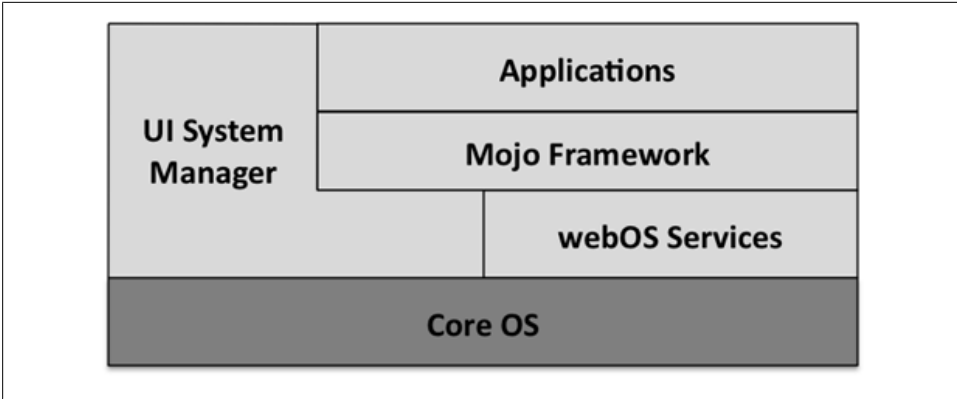 Applications
UI System
Manager
Mojo Framework
webOS Services
Core OS